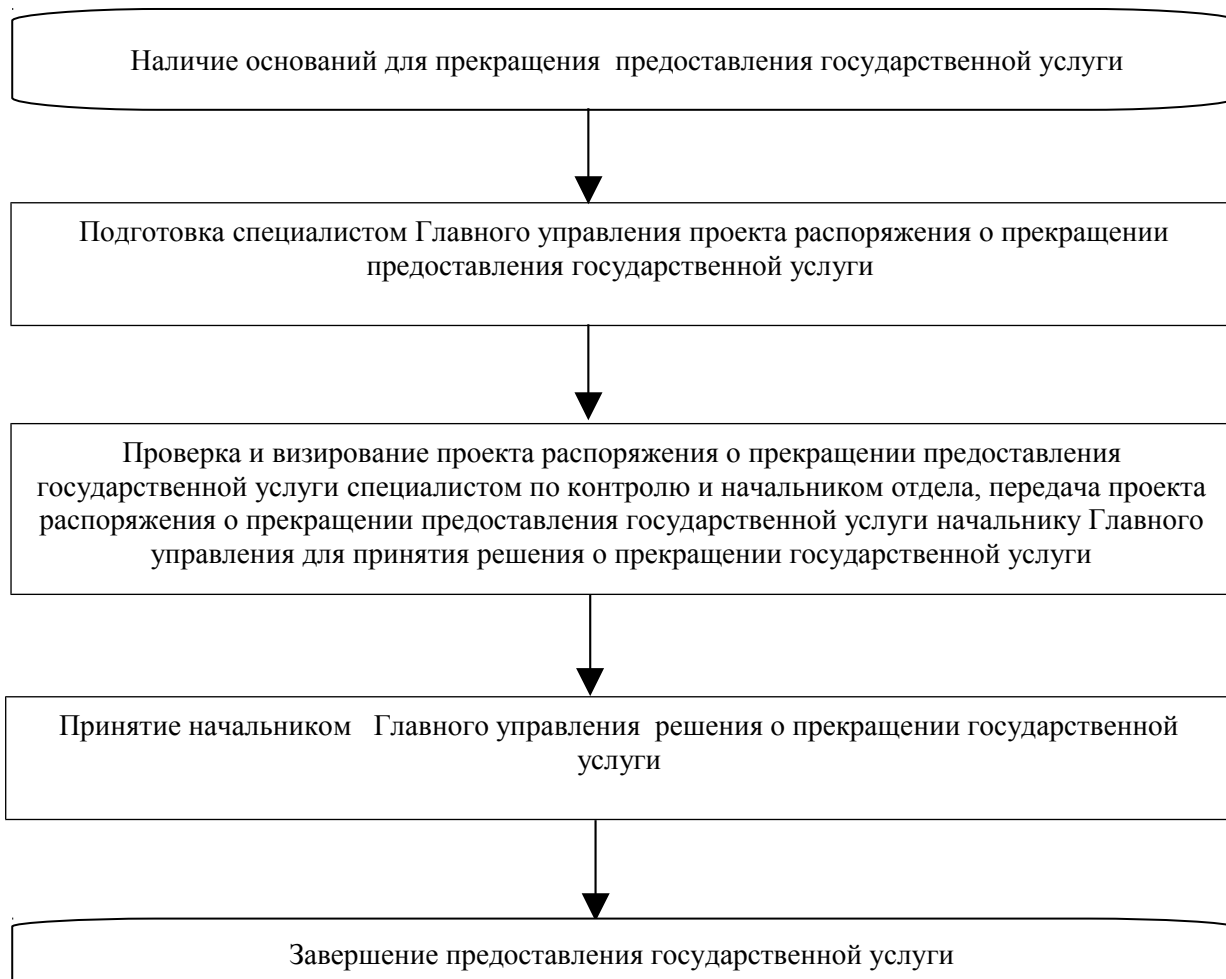 Наличие оснований для прекращения  предоставления государственной услуги
Подготовка специалистом Главного управления проекта распоряжения о прекращении
предоставления государственной услуги
Проверка и визирование проекта распоряжения о прекращении предоставления
государственной услуги специалистом по контролю и начальником отдела, передача проекта
распоряжения о прекращении предоставления государственной услуги начальнику Главного
управления для принятия решения о прекращении государственной услуги
Принятие начальником   Главного управления  решения о прекращении государственной
услуги
Завершение предоставления государственной услуги